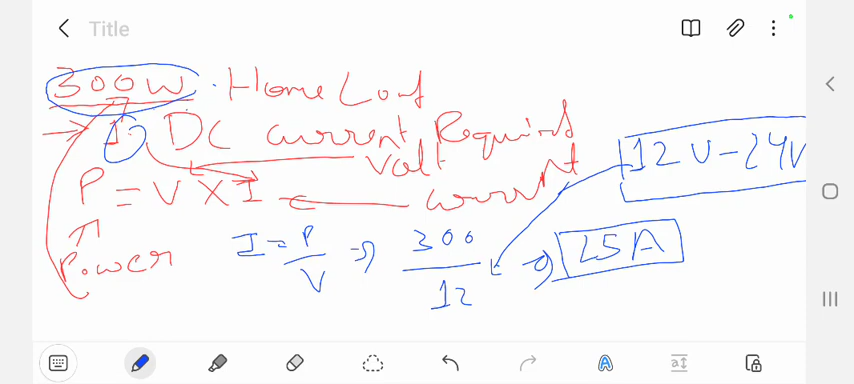 Title
300W . Home Load
→ I. DC current Required
Volt
12V-24V
P = V X I ← current
Power
I = P/V ⇒ 300/12 ⇒ 25A